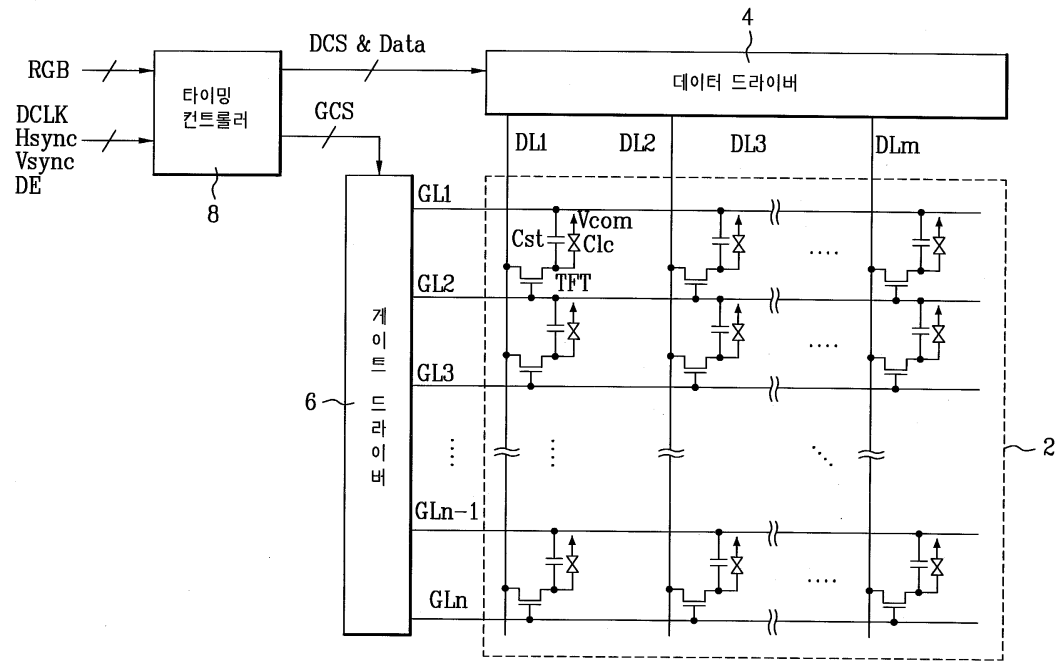 4
DCS & Data
RGB
타이밍
컨트롤러
데이터 드라이버
DCLK
Hsync
Vsync
DE
GCS
DL1
DL2
DL3
DLm
8
GL1
Vcom
Cst
Clc
....
GL2
TFT
게이트 드라이버
....
GL3
6
2
GLn-1
....
GLn